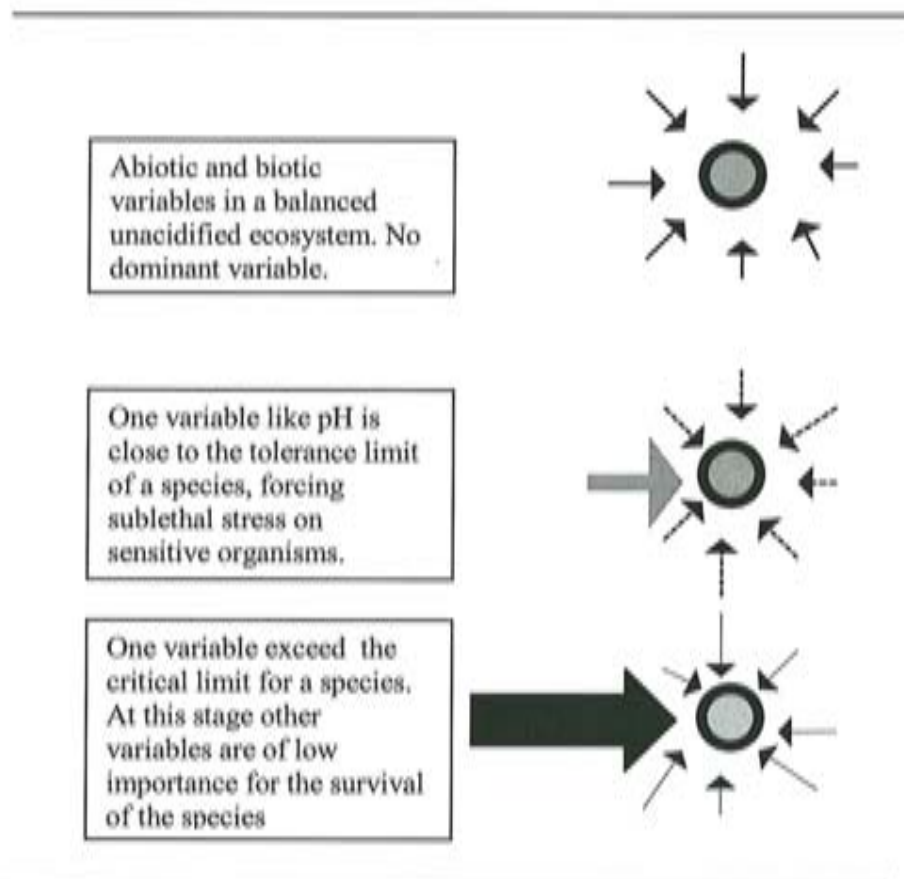 Abiotic and biotic
variables in a balanced
unacidified ecosystem. No
dominant variable.
One variable like pH is
close to the tolerance limit
of a species, forcing
sublethal stress on
sensitive organisms.
One variable exceed the
critical limit for a species.
At this stage other
variables are of low
importance for the survival
of the species